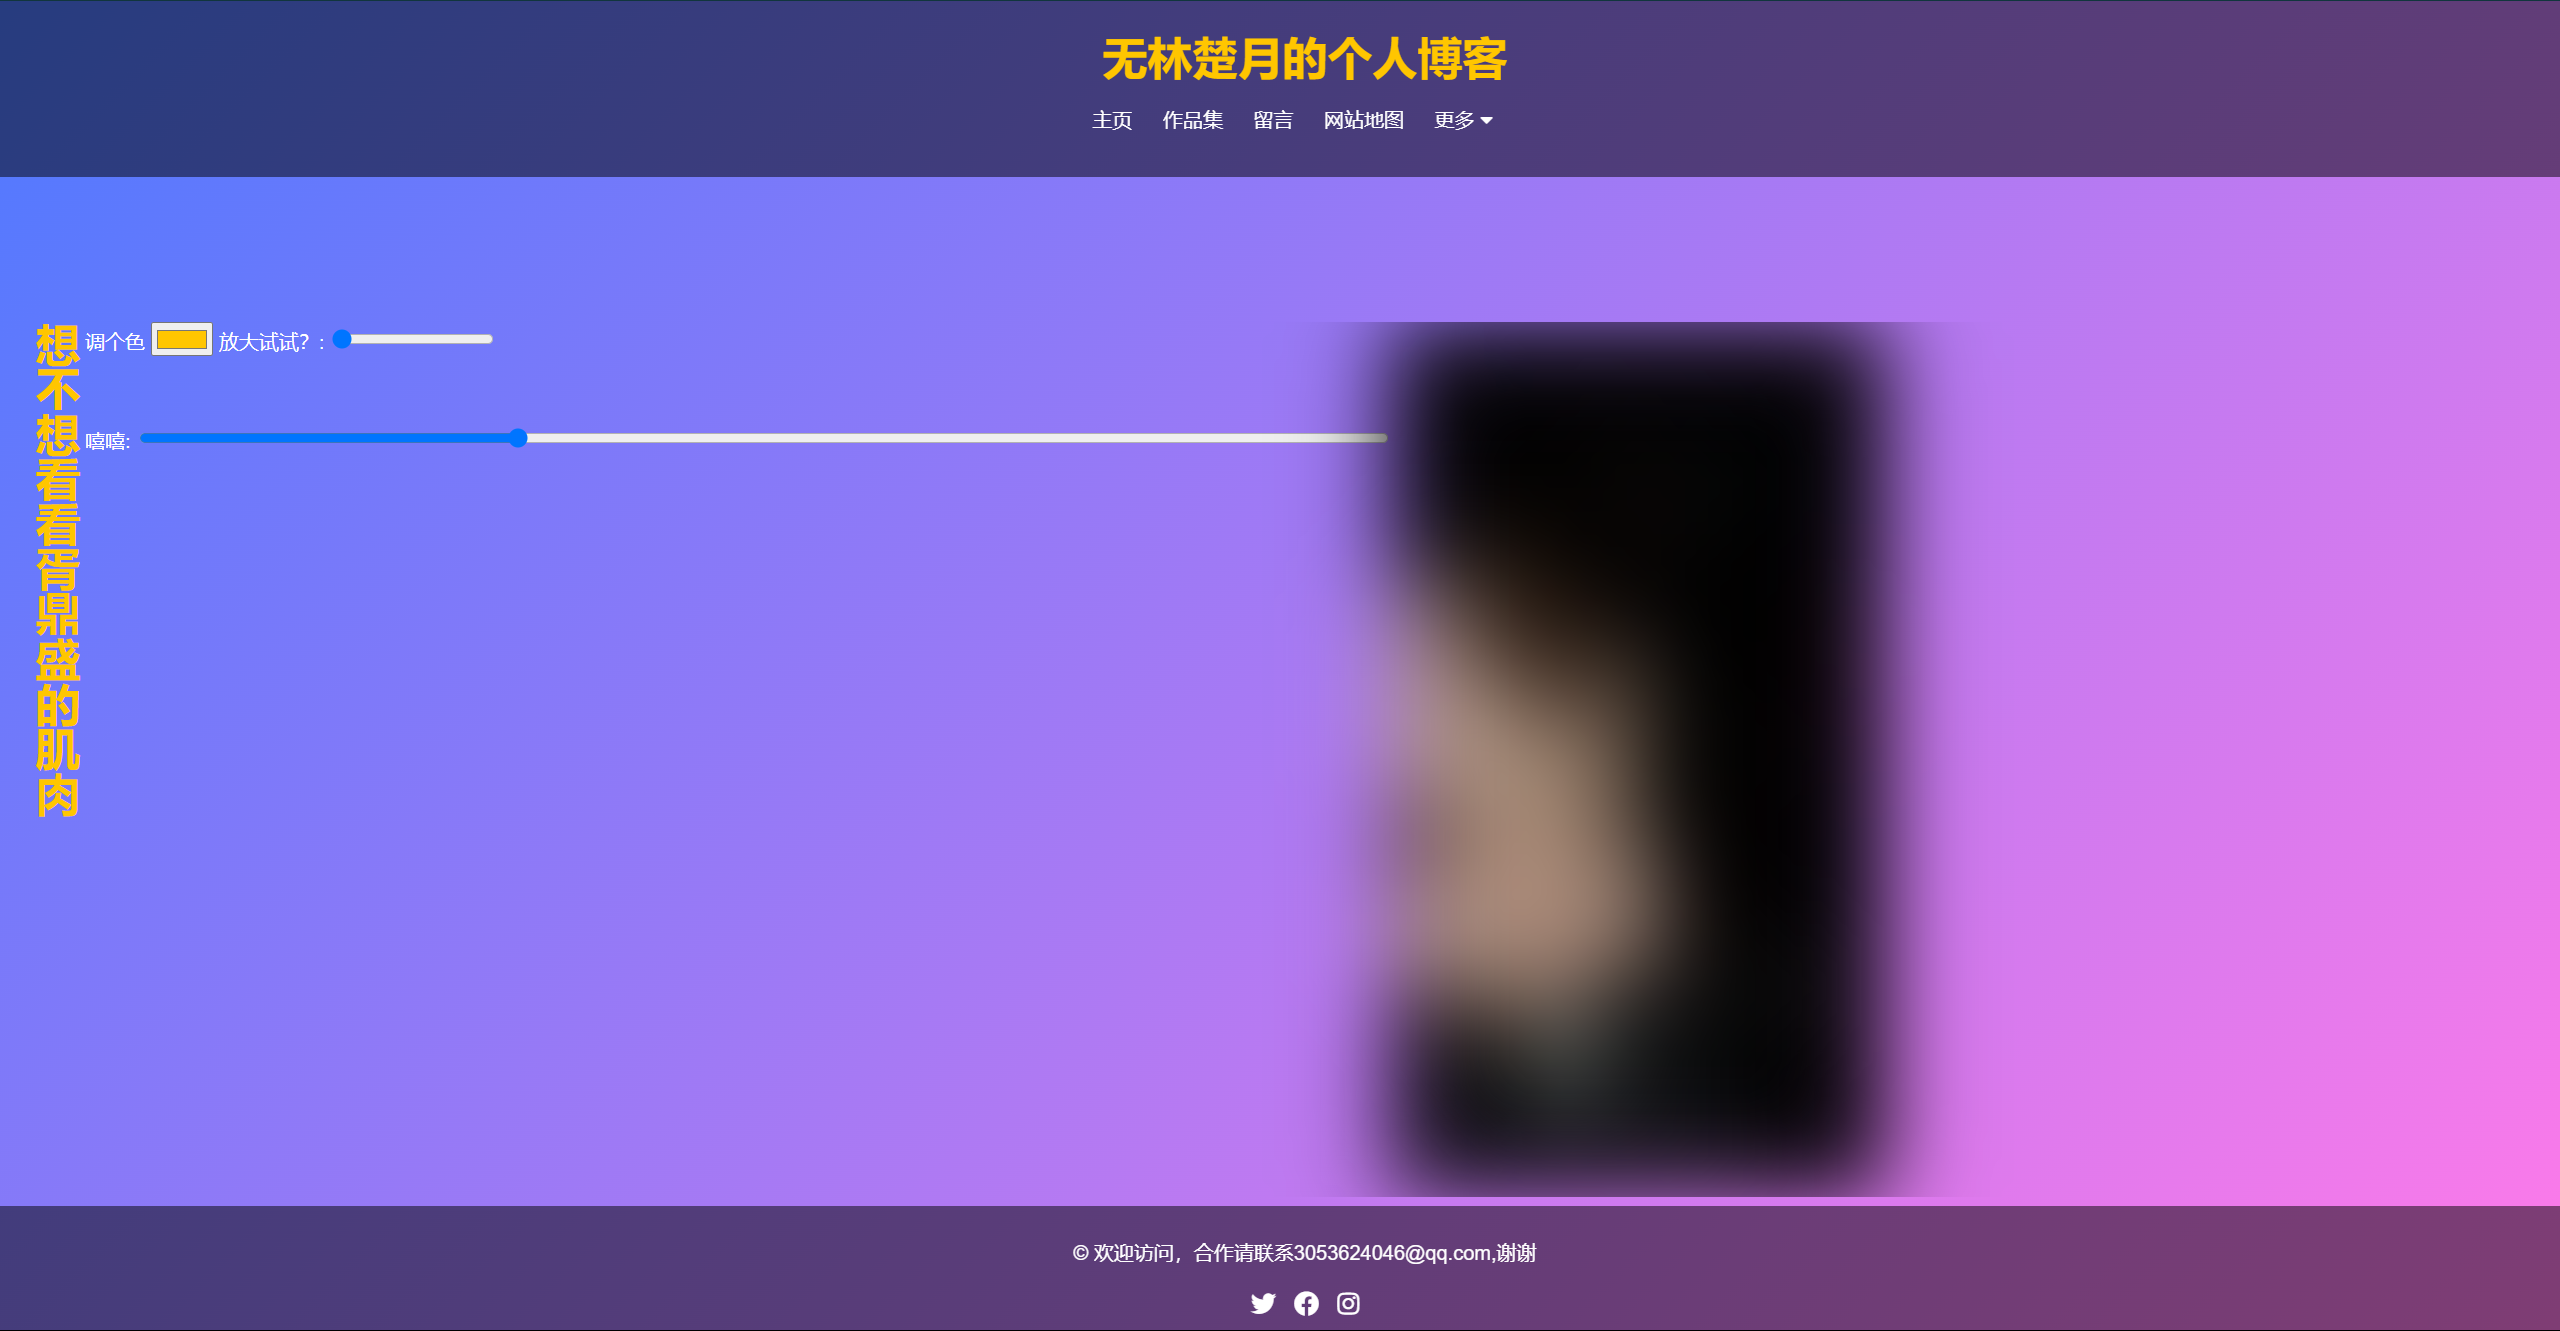 无林楚月的个人博客
主页 作品集 留言 网站地图 更多
想不想看看胥鼎盛的肌肉
调个色 放大试试？:
嘻嘻:
© 欢迎访问，合作请联系3053624046@qq.com,谢谢